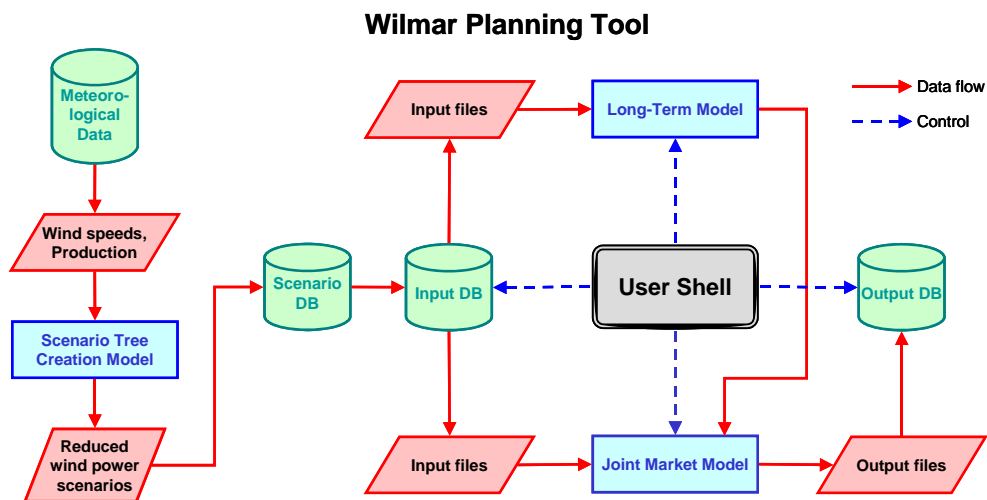 Wilmar Planning Tool
Meteoro-
logical
Data
Wind speeds,
Production
Scenario Tree
Creation Model
Reduced
wind power
scenarios
Scenario
DB
Input DB
Input files
Long-Term Model
User Shell
Input files
Joint Market Model
Output files
Output DB
Data flow
Control